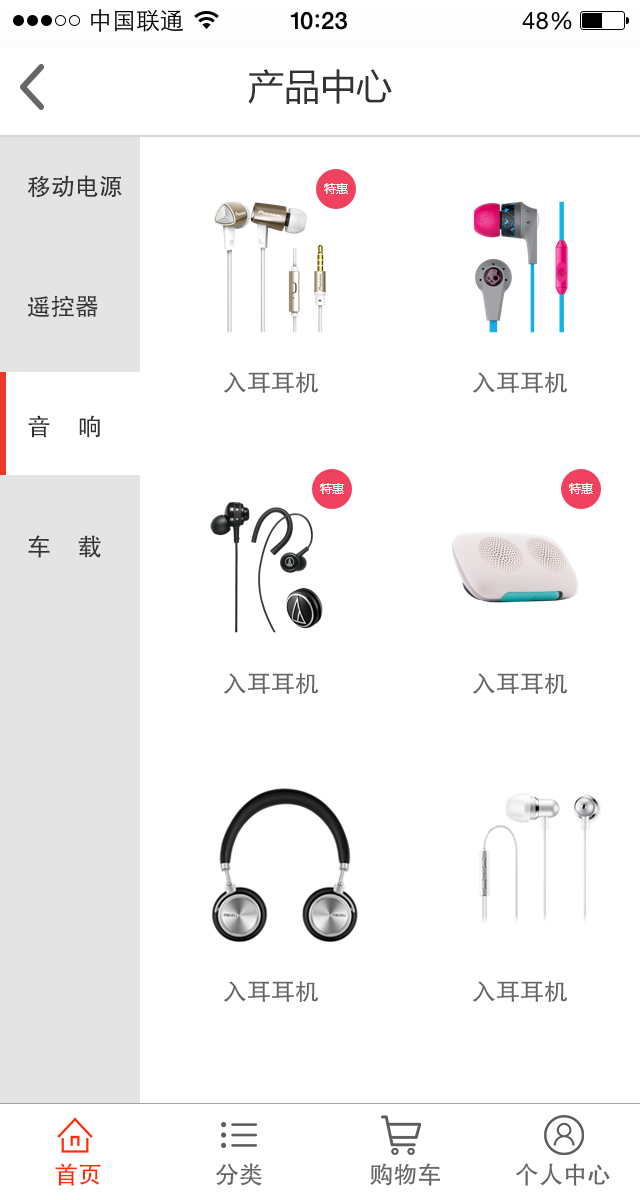 中国联通 10:23 48%
产品中心
移动电源
遥控器
音 响
车 载
特惠
入耳耳机
入耳耳机
特惠
特惠
入耳耳机
入耳耳机
入耳耳机
入耳耳机
首页
分类
购物车
个人中心